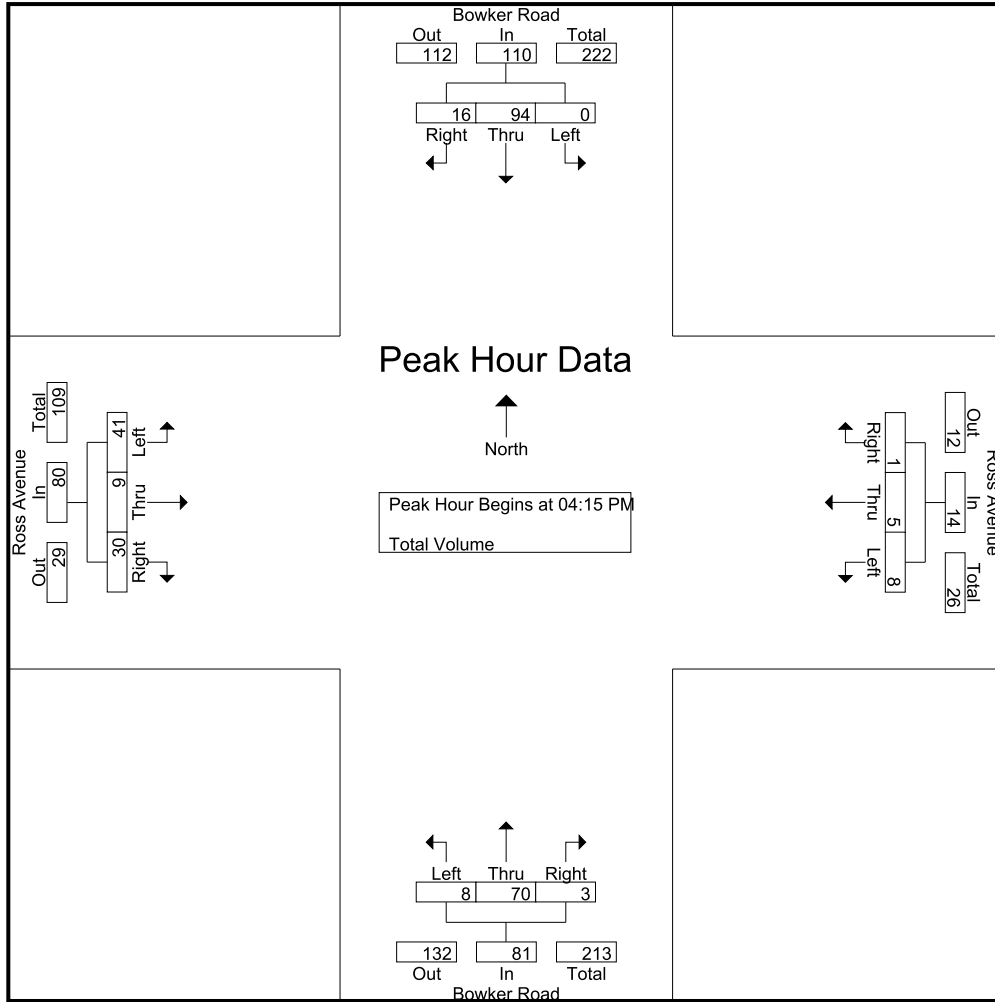 Bowker Road
Out In Total
112 110 222
16 94 0
Right Thru Left
Peak Hour Data
North
Peak Hour Begins at 04:15 PM
Total Volume
Ross Avenue
Out In Total
29 80 109
30 9 41
Right Thru Left
Ross Avenue
Out In Total
12 14 26
1 5 8
Right Thru Left
Left Thru Right
8 70 3
132 81 213
Out In Total
Bowker Road